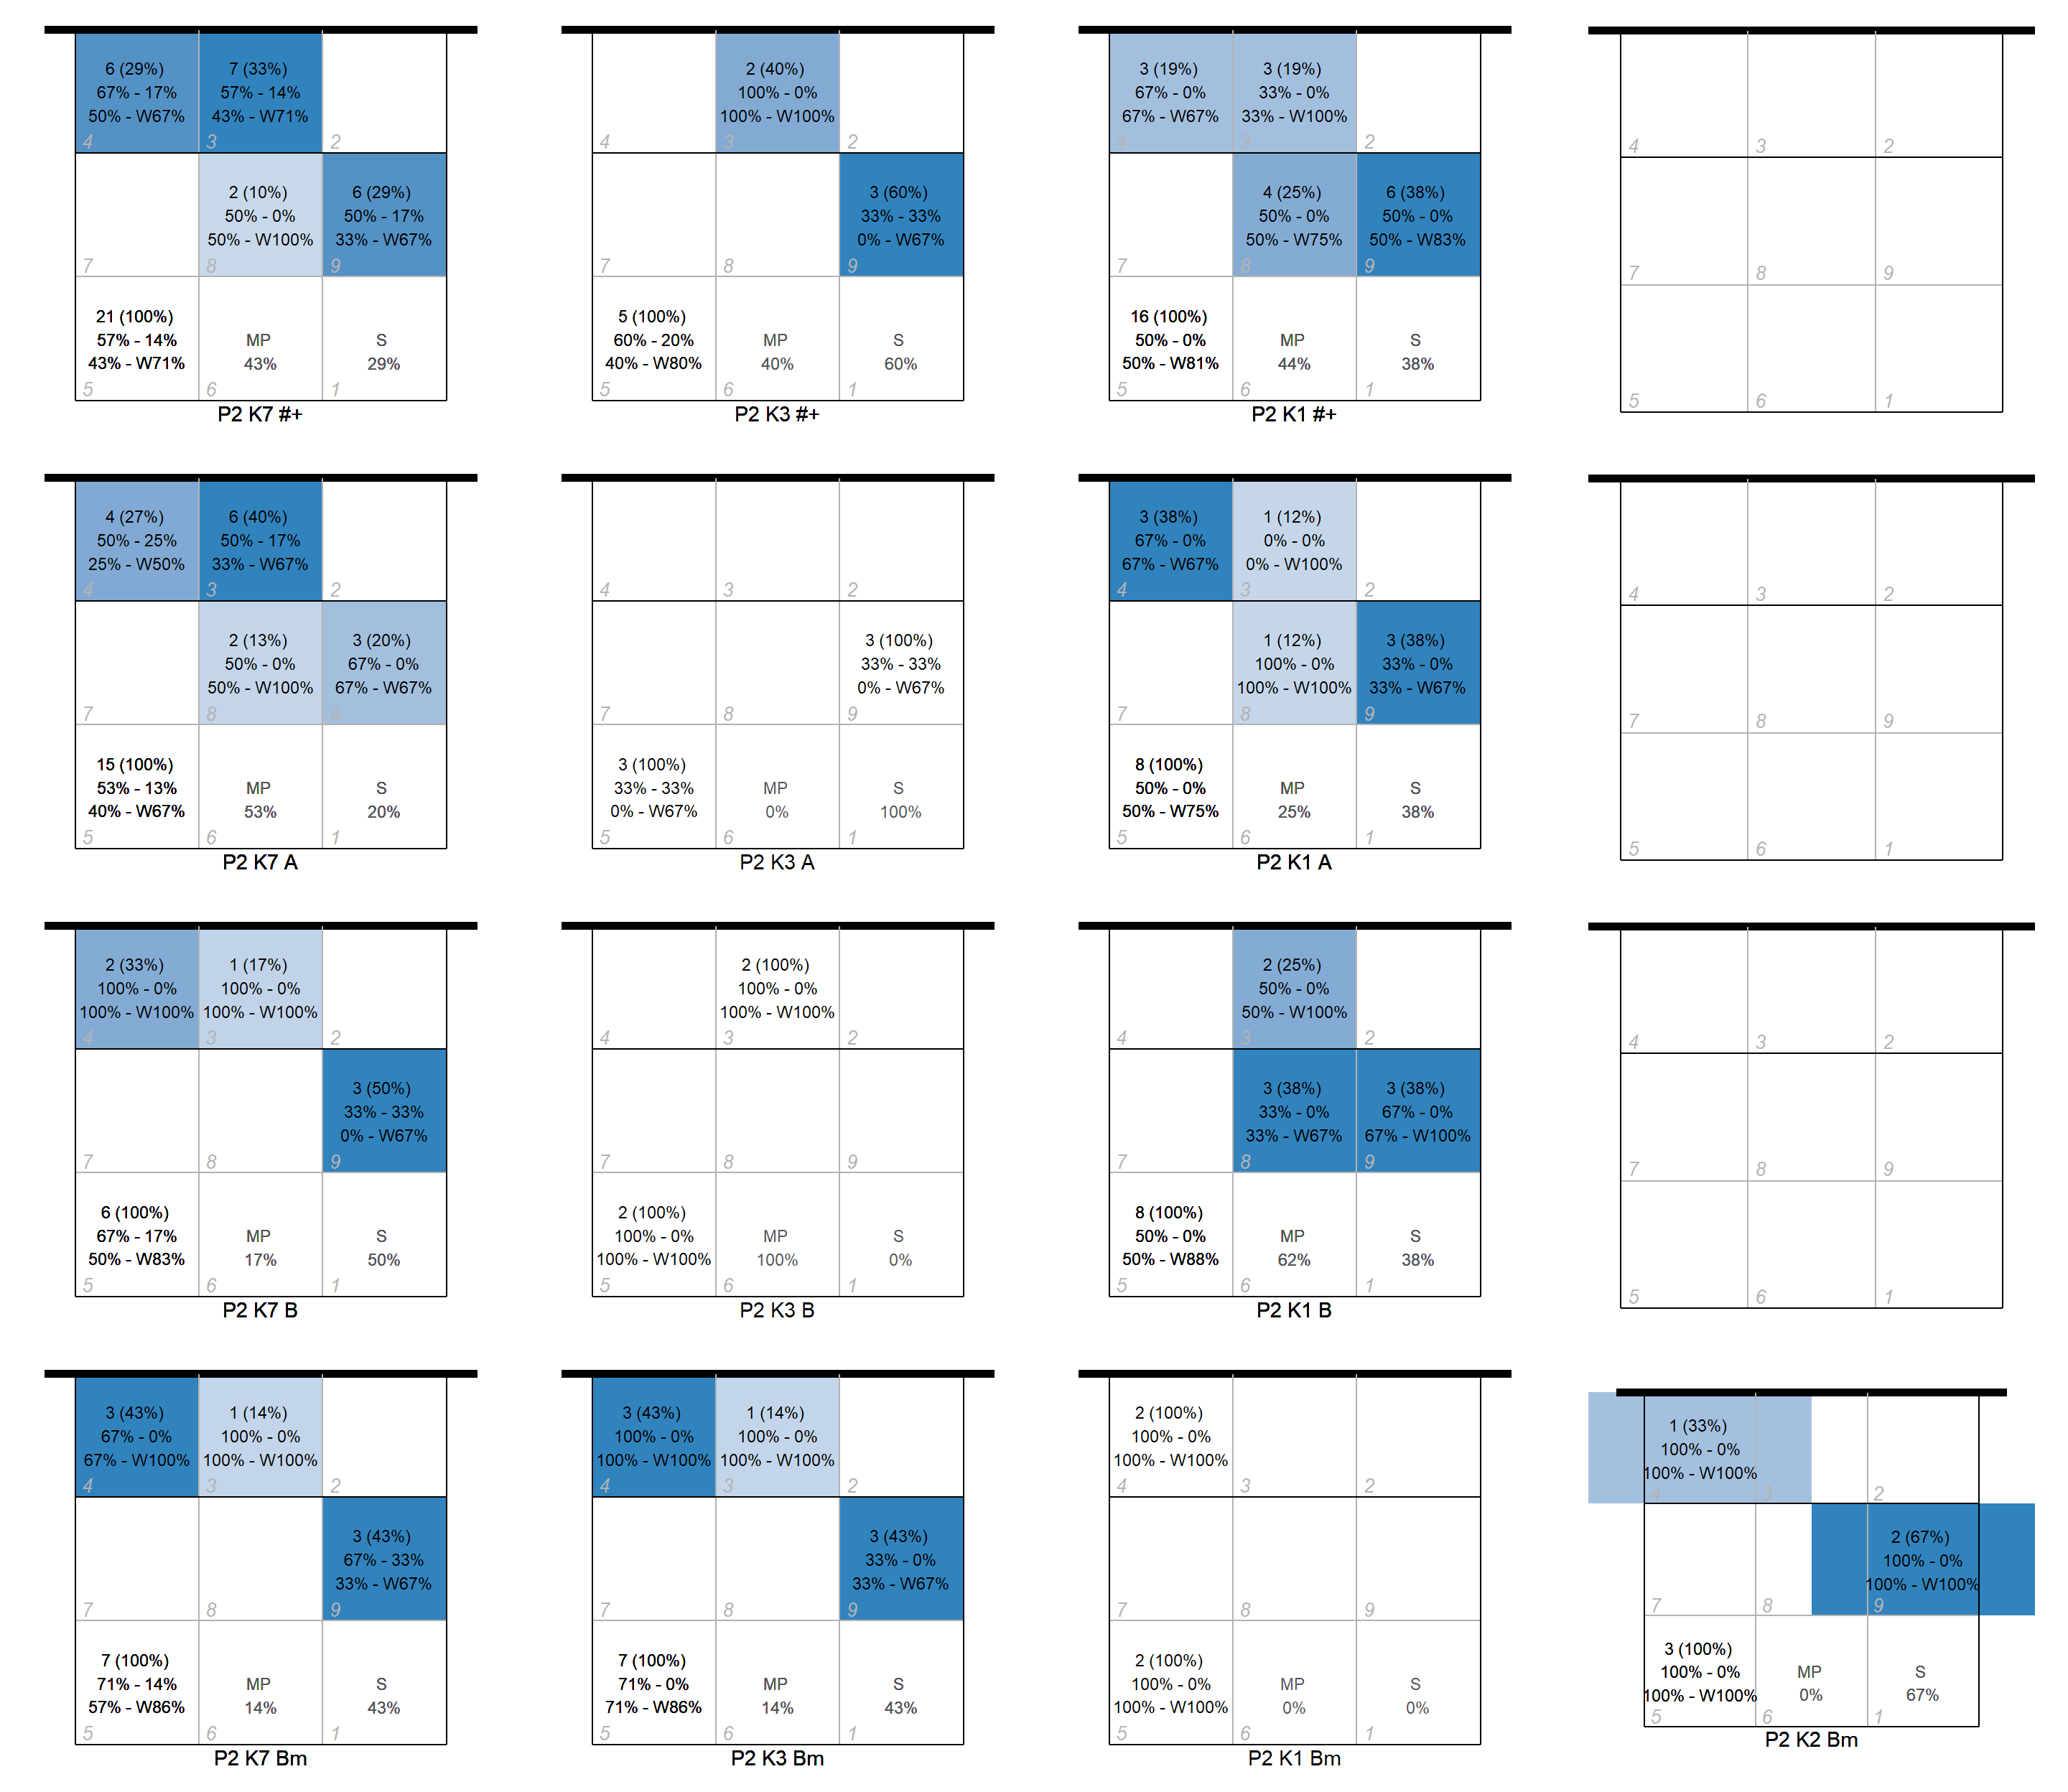 6 (29%)
67% - 17%
50% - W67%
4
7 (33%)
57% - 14%
43% - W71%
3
2
7
2 (10%)
50% - 0%
50% - W100%
8
6 (29%)
50% - 17%
33% - W67%
9
21 (100%)
57% - 14%
43% - W71%
5
MP
43%
6
S
29%
1
P2 K7 #+
4
2 (40%)
100% - 0%
100% - W100%
3
2
7
8
3 (60%)
33% - 33%
0% - W67%
9
5 (100%)
60% - 20%
40% - W80%
5
MP
40%
6
S
60%
1
P2 K3 #+
3 (19%)
67% - 0%
67% - W67%
4
3 (19%)
33% - 0%
33% - W100%
3
2
7
4 (25%)
50% - 0%
50% - W75%
8
6 (38%)
50% - 0%
50% - W83%
9
16 (100%)
50% - 0%
50% - W81%
5
MP
44%
6
S
38%
1
P2 K1 #+
4
3
2
7
8
9
5
6
1
4 (27%)
50% - 25%
25% - W50%
4
6 (40%)
50% - 17%
33% - W67%
3
2
7
2 (13%)
50% - 0%
50% - W100%
8
3 (20%)
67% - 0%
67% - W67%
9
15 (100%)
53% - 13%
40% - W67%
5
MP
53%
6
S
20%
1
P2 K7 A
4
3
2
7
8
3 (100%)
33% - 33%
0% - W67%
9
3 (100%)
33% - 33%
0% - W67%
5
MP
0%
6
S
100%
1
P2 K3 A
3 (38%)
67% - 0%
67% - W67%
4
1 (12%)
0% - 0%
0% - W100%
3
2
7
1 (12%)
100% - 0%
100% - W100%
8
3 (38%)
33% - 0%
33% - W67%
9
8 (100%)
50% - 0%
50% - W75%
5
MP
25%
6
S
38%
1
P2 K1 A
4
3
2
7
8
9
5
6
1
2 (33%)
100% - 0%
100% - W100%
4
1 (17%)
100% - 0%
100% - W100%
3
2
7
8
3 (50%)
33% - 33%
0% - W67%
9
6 (100%)
67% - 17%
50% - W83%
5
MP
17%
6
S
50%
1
P2 K7 B
4
2 (100%)
100% - 0%
100% - W100%
3
2
7
8
9
2 (100%)
100% - 0%
100% - W100%
5
MP
100%
6
S
0%
1
P2 K3 B
4
2 (25%)
50% - 0%
50% - W100%
3
2
7
3 (38%)
33% - 0%
33% - W67%
8
3 (38%)
67% - 0%
67% - W100%
9
8 (100%)
50% - 0%
50% - W88%
5
MP
62%
6
S
38%
1
P2 K1 B
4
3
2
7
8
9
5
6
1
3 (43%)
67% - 0%
67% - W100%
4
1 (14%)
100% - 0%
100% - W100%
3
2
7
8
3 (43%)
67% - 33%
33% - W67%
9
7 (100%)
71% - 14%
57% - W86%
5
MP
14%
6
S
43%
1
P2 K7 Bm
3 (43%)
100% - 0%
100% - W100%
4
1 (14%)
100% - 0%
100% - W100%
3
2
7
8
3 (43%)
33% - 0%
33% - W67%
9
7 (100%)
71% - 0%
71% - W86%
5
MP
14%
6
S
43%
1
P2 K3 Bm
2 (100%)
100% - 0%
100% - W100%
4
3
2
7
8
9
2 (100%)
100% - 0%
100% - W100%
5
MP
0%
6
S
0%
1
P2 K1 Bm
1 (33%)
100% - 0%
100% - W100%
4
3
2
7
8
2 (67%)
100% - 0%
100% - W100%
9
3 (100%)
100% - 0%
100% - W100%
5
MP
0%
6
S
67%
1
P2 K2 Bm